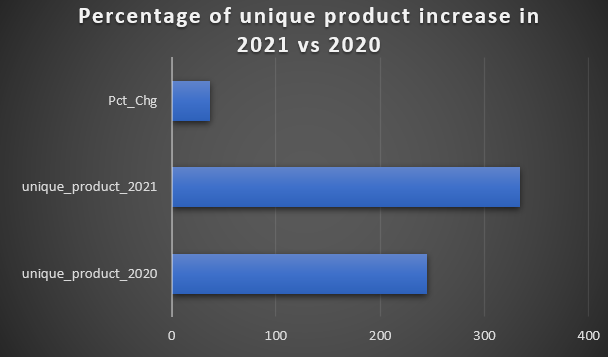 Percentage of unique product increase in
2021 vs 2020
Pct_Chg
unique_product_2021
unique_product_2020
0 100 200 300 400